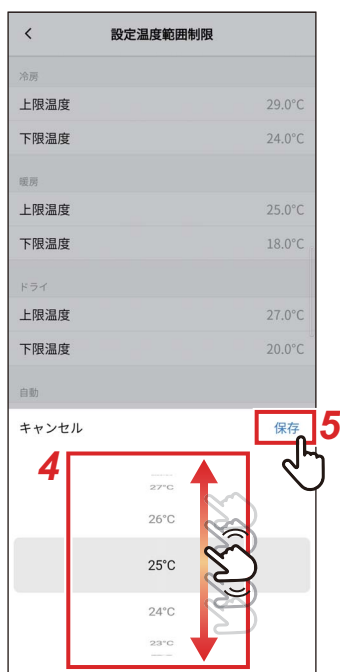 設定温度範囲制限
冷房
上限温度 29.0°C
下限温度 24.0°C
暖房
上限温度 25.0°C
下限温度 18.0°C
ドライ
上限温度 27.0°C
下限温度 20.0°C
自動
キャンセル 保存 5
4
27°C
26°C
25°C
24°C
23°C